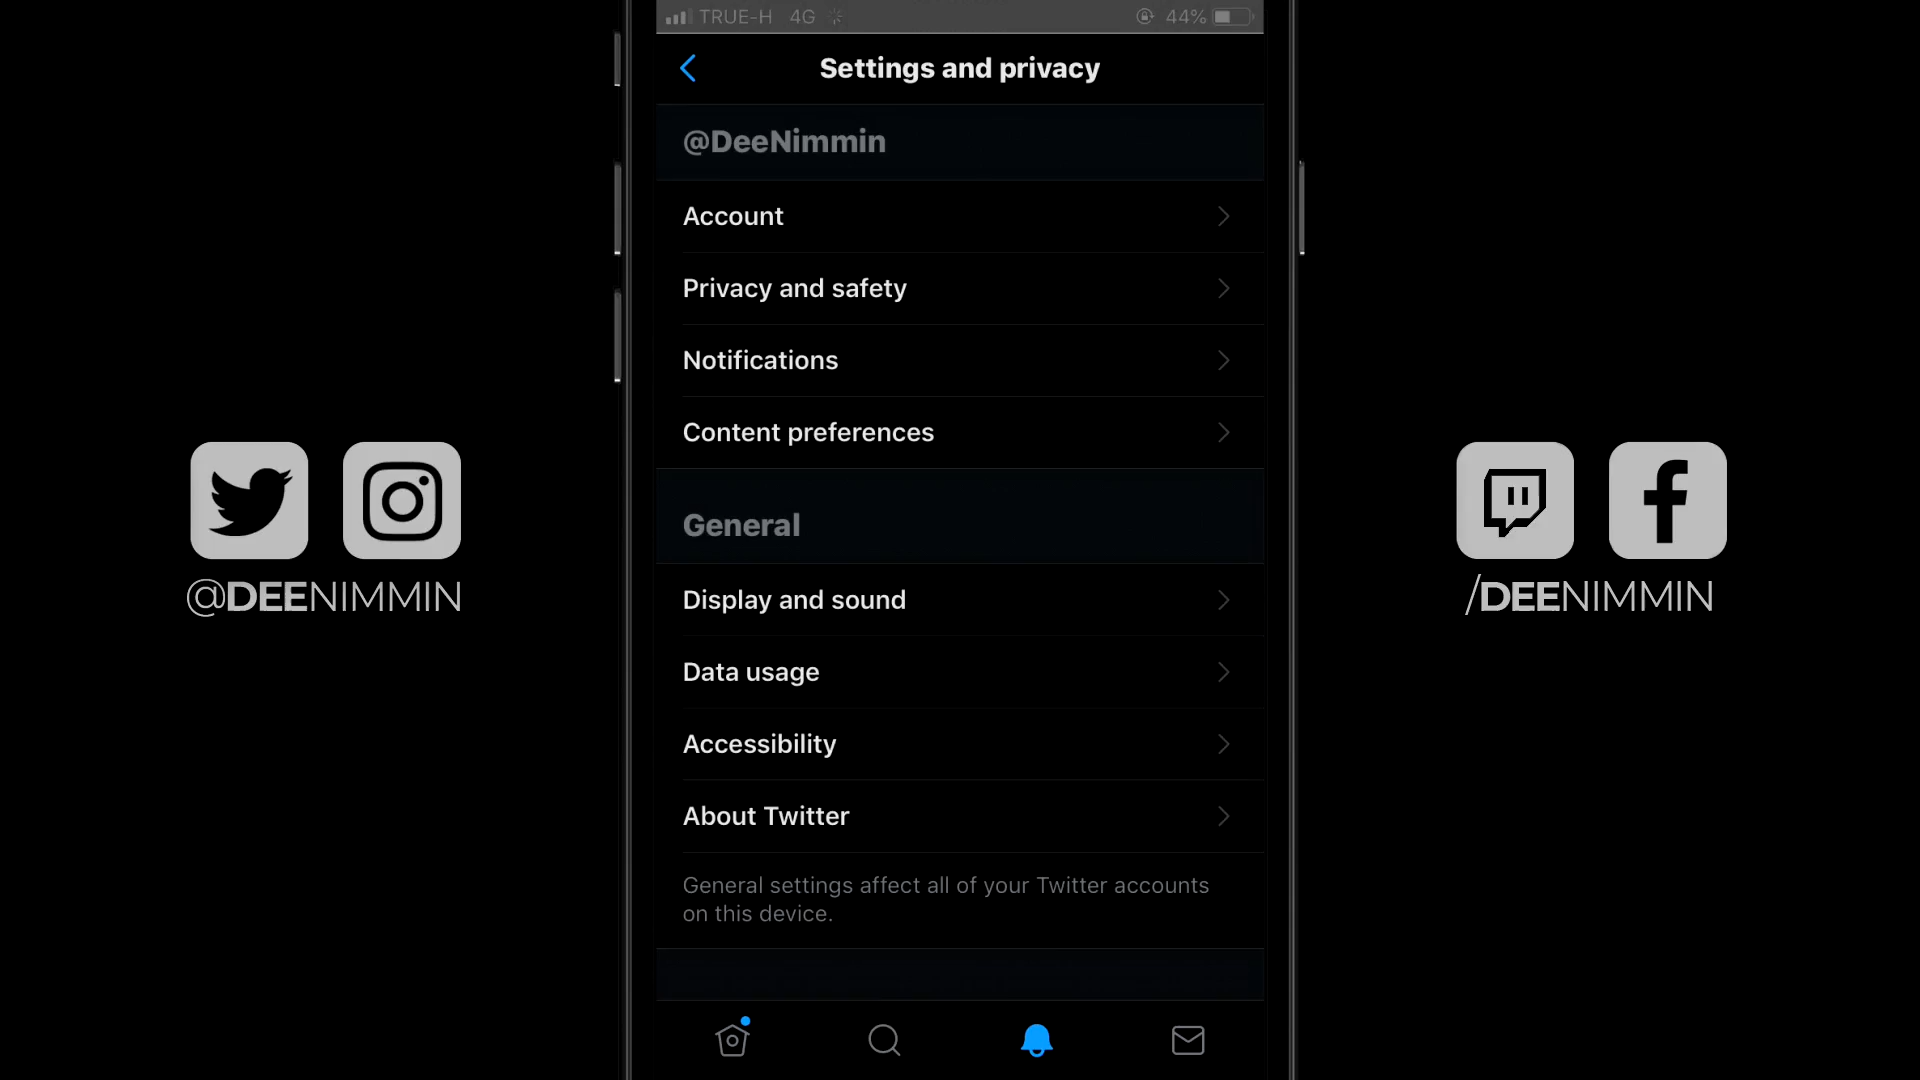 TRUE-H 4G 44%
Settings and privacy
@DeeNimmin
Account
Privacy and safety
Notifications
Content preferences
General
Display and sound
Data usage
Accessibility
About Twitter
General settings affect all of your Twitter accounts
on this device.
@DEENIMMIN
/DEENIMMIN